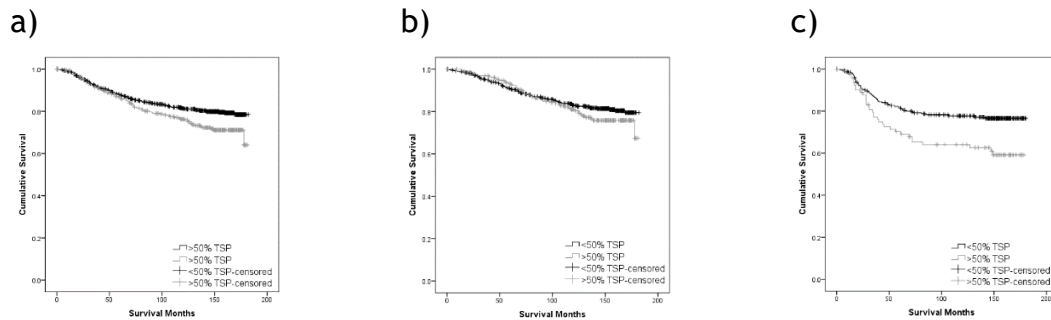 a)
1.0
0.8
0.6
0.4
0.2
0.0
Cumulative Survival
0 50 100 150 200
Survival Months
>50% TSP
>50% TSP
<50% TSP-censored
>50% TSP-censored
b)
1.0
0.8
0.6
0.4
0.2
0.0
Cumulative Survival
0 50 100 150 200
Survival Months
<50% TSP
>50% TSP
<50% TSP-censored
>50% TSP-censored
c)
1.0
0.8
0.6
0.4
0.2
0.0
Cumulative Survival
0 50 100 150 200
Survival Months
<50% TSP
>50% TSP
<50% TSP-censored
>50% TSP-censored